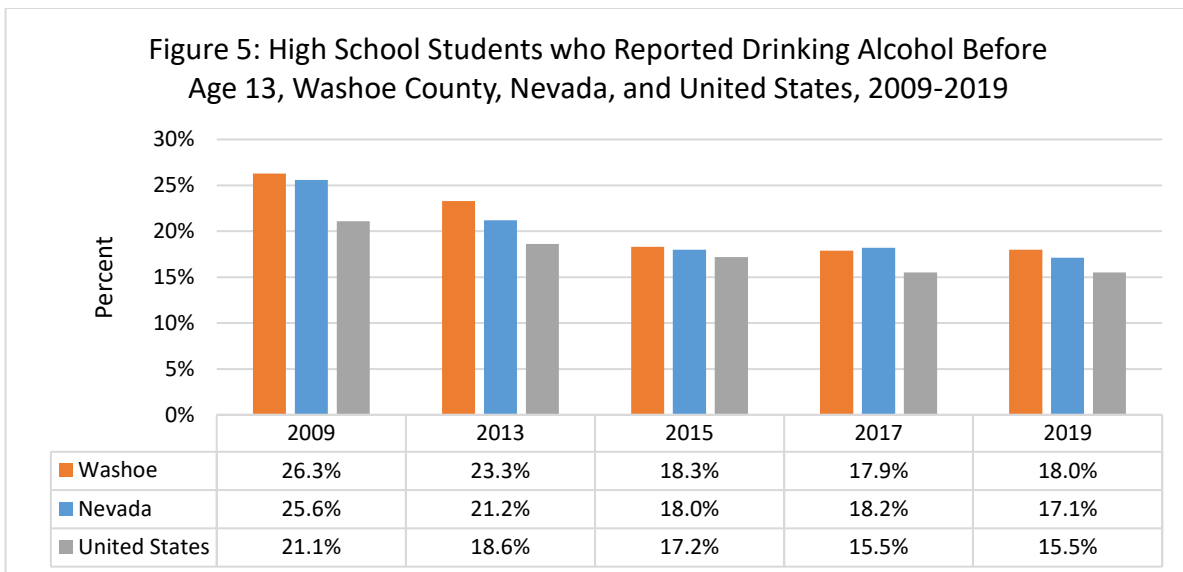 Figure 5: High School Students who Reported Drinking Alcohol Before
Age 13, Washoe County, Nevada, and United States, 2009-2019
30%
25%
20%
15%
10%
5%
0%
Percent
2009 2013 2015 2017 2019
Washoe 26.3% 23.3% 18.3% 17.9% 18.0%
Nevada 25.6% 21.2% 18.0% 18.2% 17.1%
United States 21.1% 18.6% 17.2% 15.5% 15.5%